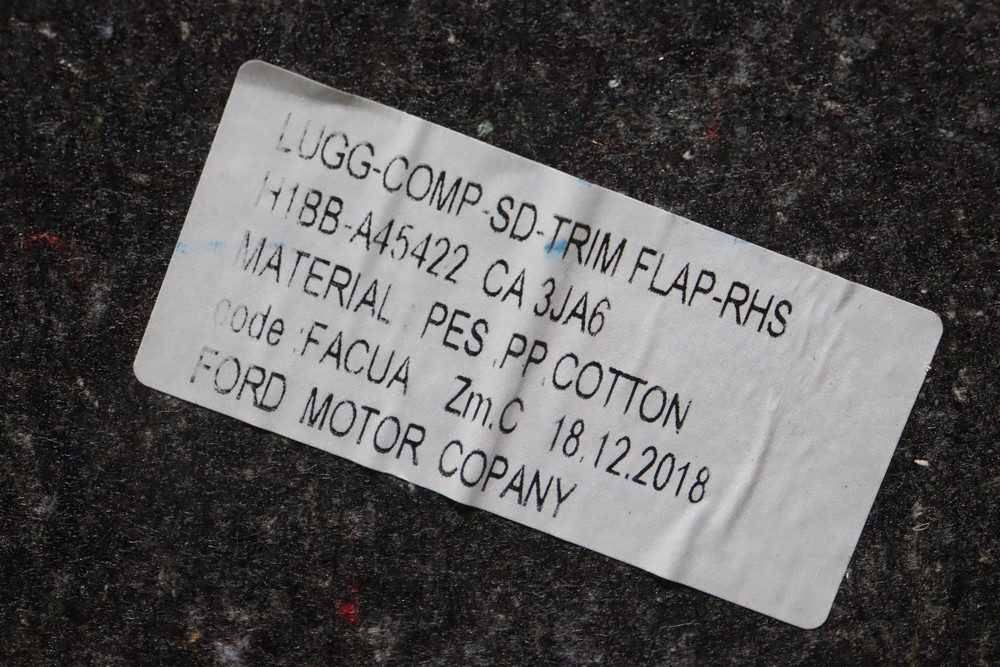 LUGG-COMP-SD-TRIM FLAP-RHS
H1BB-A45422 CA 3JA6
MATERIAL : PES ,PP,COTTON
code :FACUA Zm.C 18.12.2018
FORD MOTOR COPANY